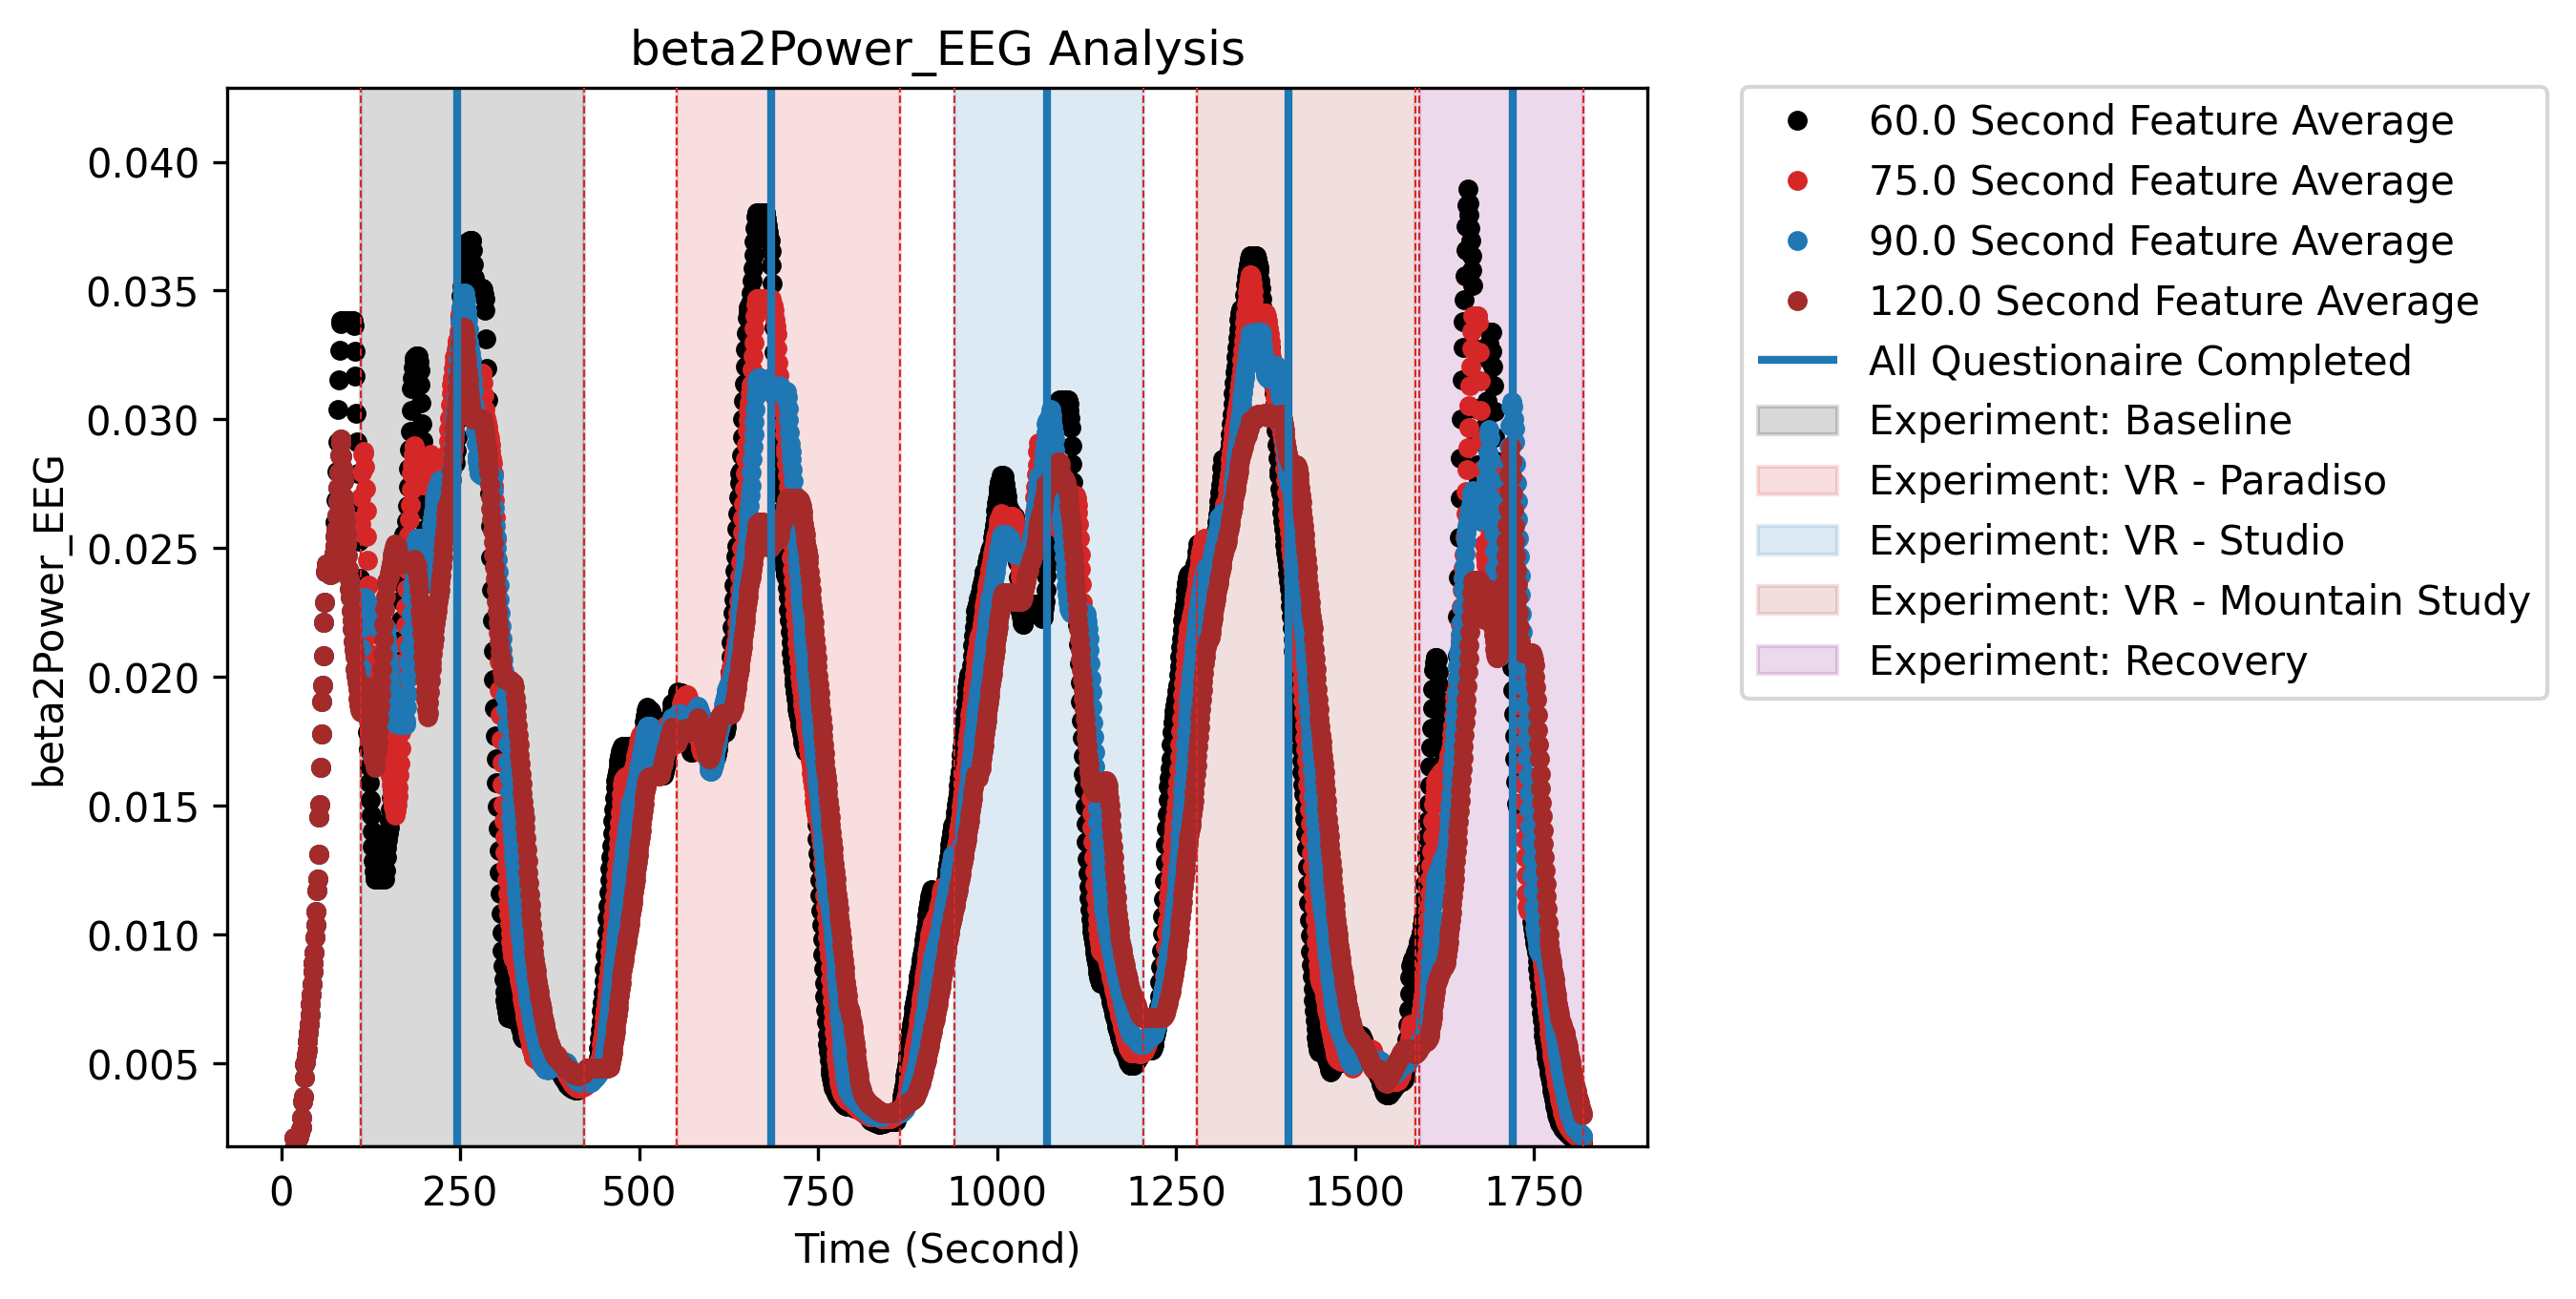 beta2Power_EEG Analysis
beta2Power_EEG
0.040
0.035
0.030
0.025
0.020
0.015
0.010
0.005
0 250 500 750 1000 1250 1500 1750
Time (Second)
60.0 Second Feature Average
75.0 Second Feature Average
90.0 Second Feature Average
120.0 Second Feature Average
All Questionaire Completed
Experiment: Baseline
Experiment: VR - Paradiso
Experiment: VR - Studio
Experiment: VR - Mountain Study
Experiment: Recovery